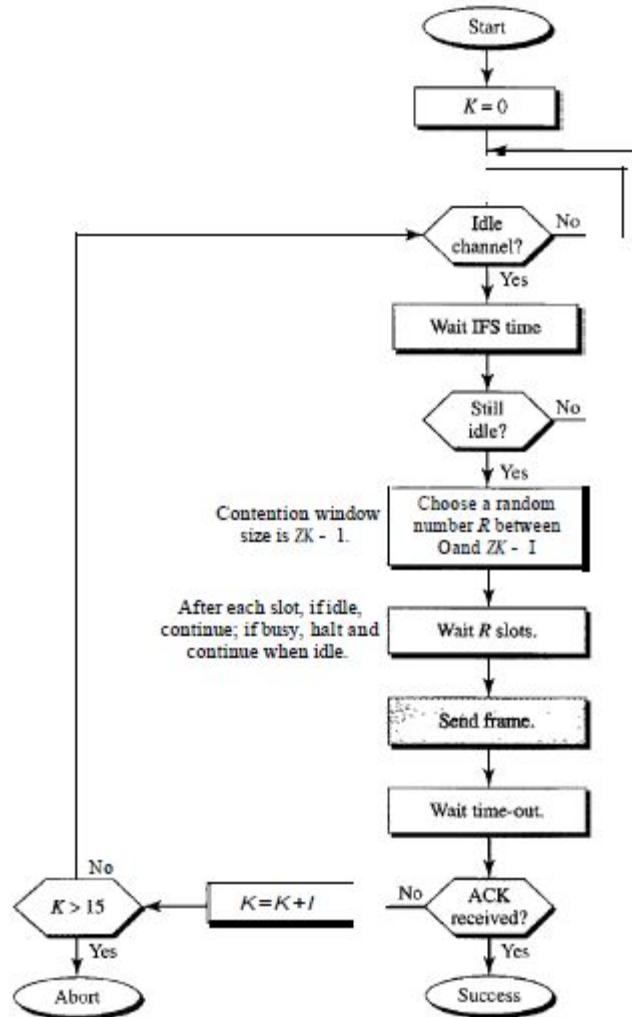 Start
K = 0
Idle
channel?
No
Yes
Wait IFS time
Still
idle?
No
Yes
Contention window
size is ZK - 1.
Choose a random
number R between
Oand ZK - I
After each slot, if idle,
continue; if busy, halt and
continue when idle.
Wait R slots.
Send frame.
Wait time-out.
No
K > 15
K=K+I
No
ACK
received?
Yes
Yes
Abort
Success